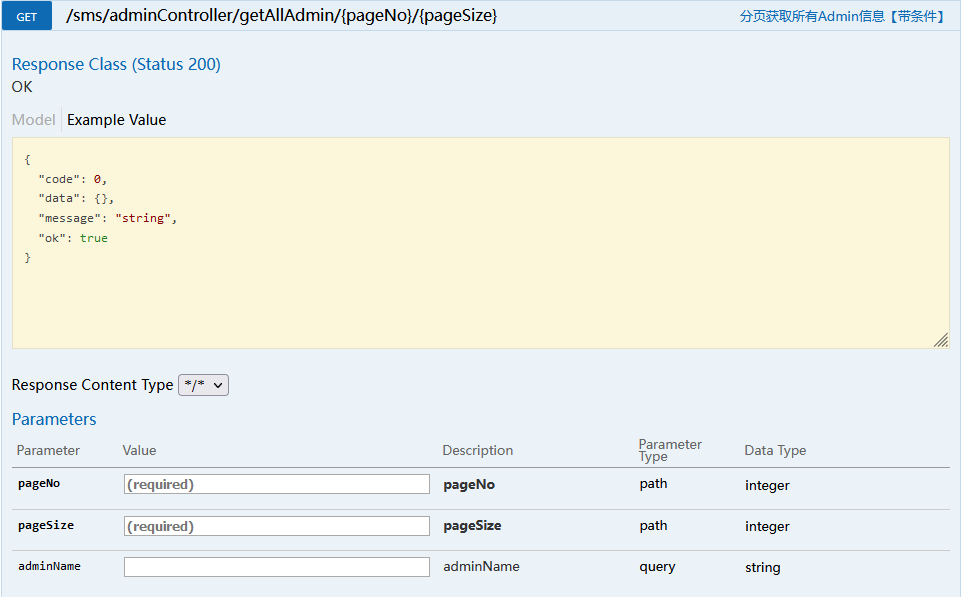 GET /sms/adminController/getAllAdmin/{pageNo}/{pageSize} 分页获取所有Admin信息【带条件】
Response Class (Status 200)
OK
Model Example Value
{
"code": 0,
"data": {},
"message": "string",
"ok": true
}
Response Content Type */*
Parameters
Parameter Value Description Parameter Type Data Type
pageNo (required) pageNo path integer
pageSize (required) pageSize path integer
adminName adminName query string